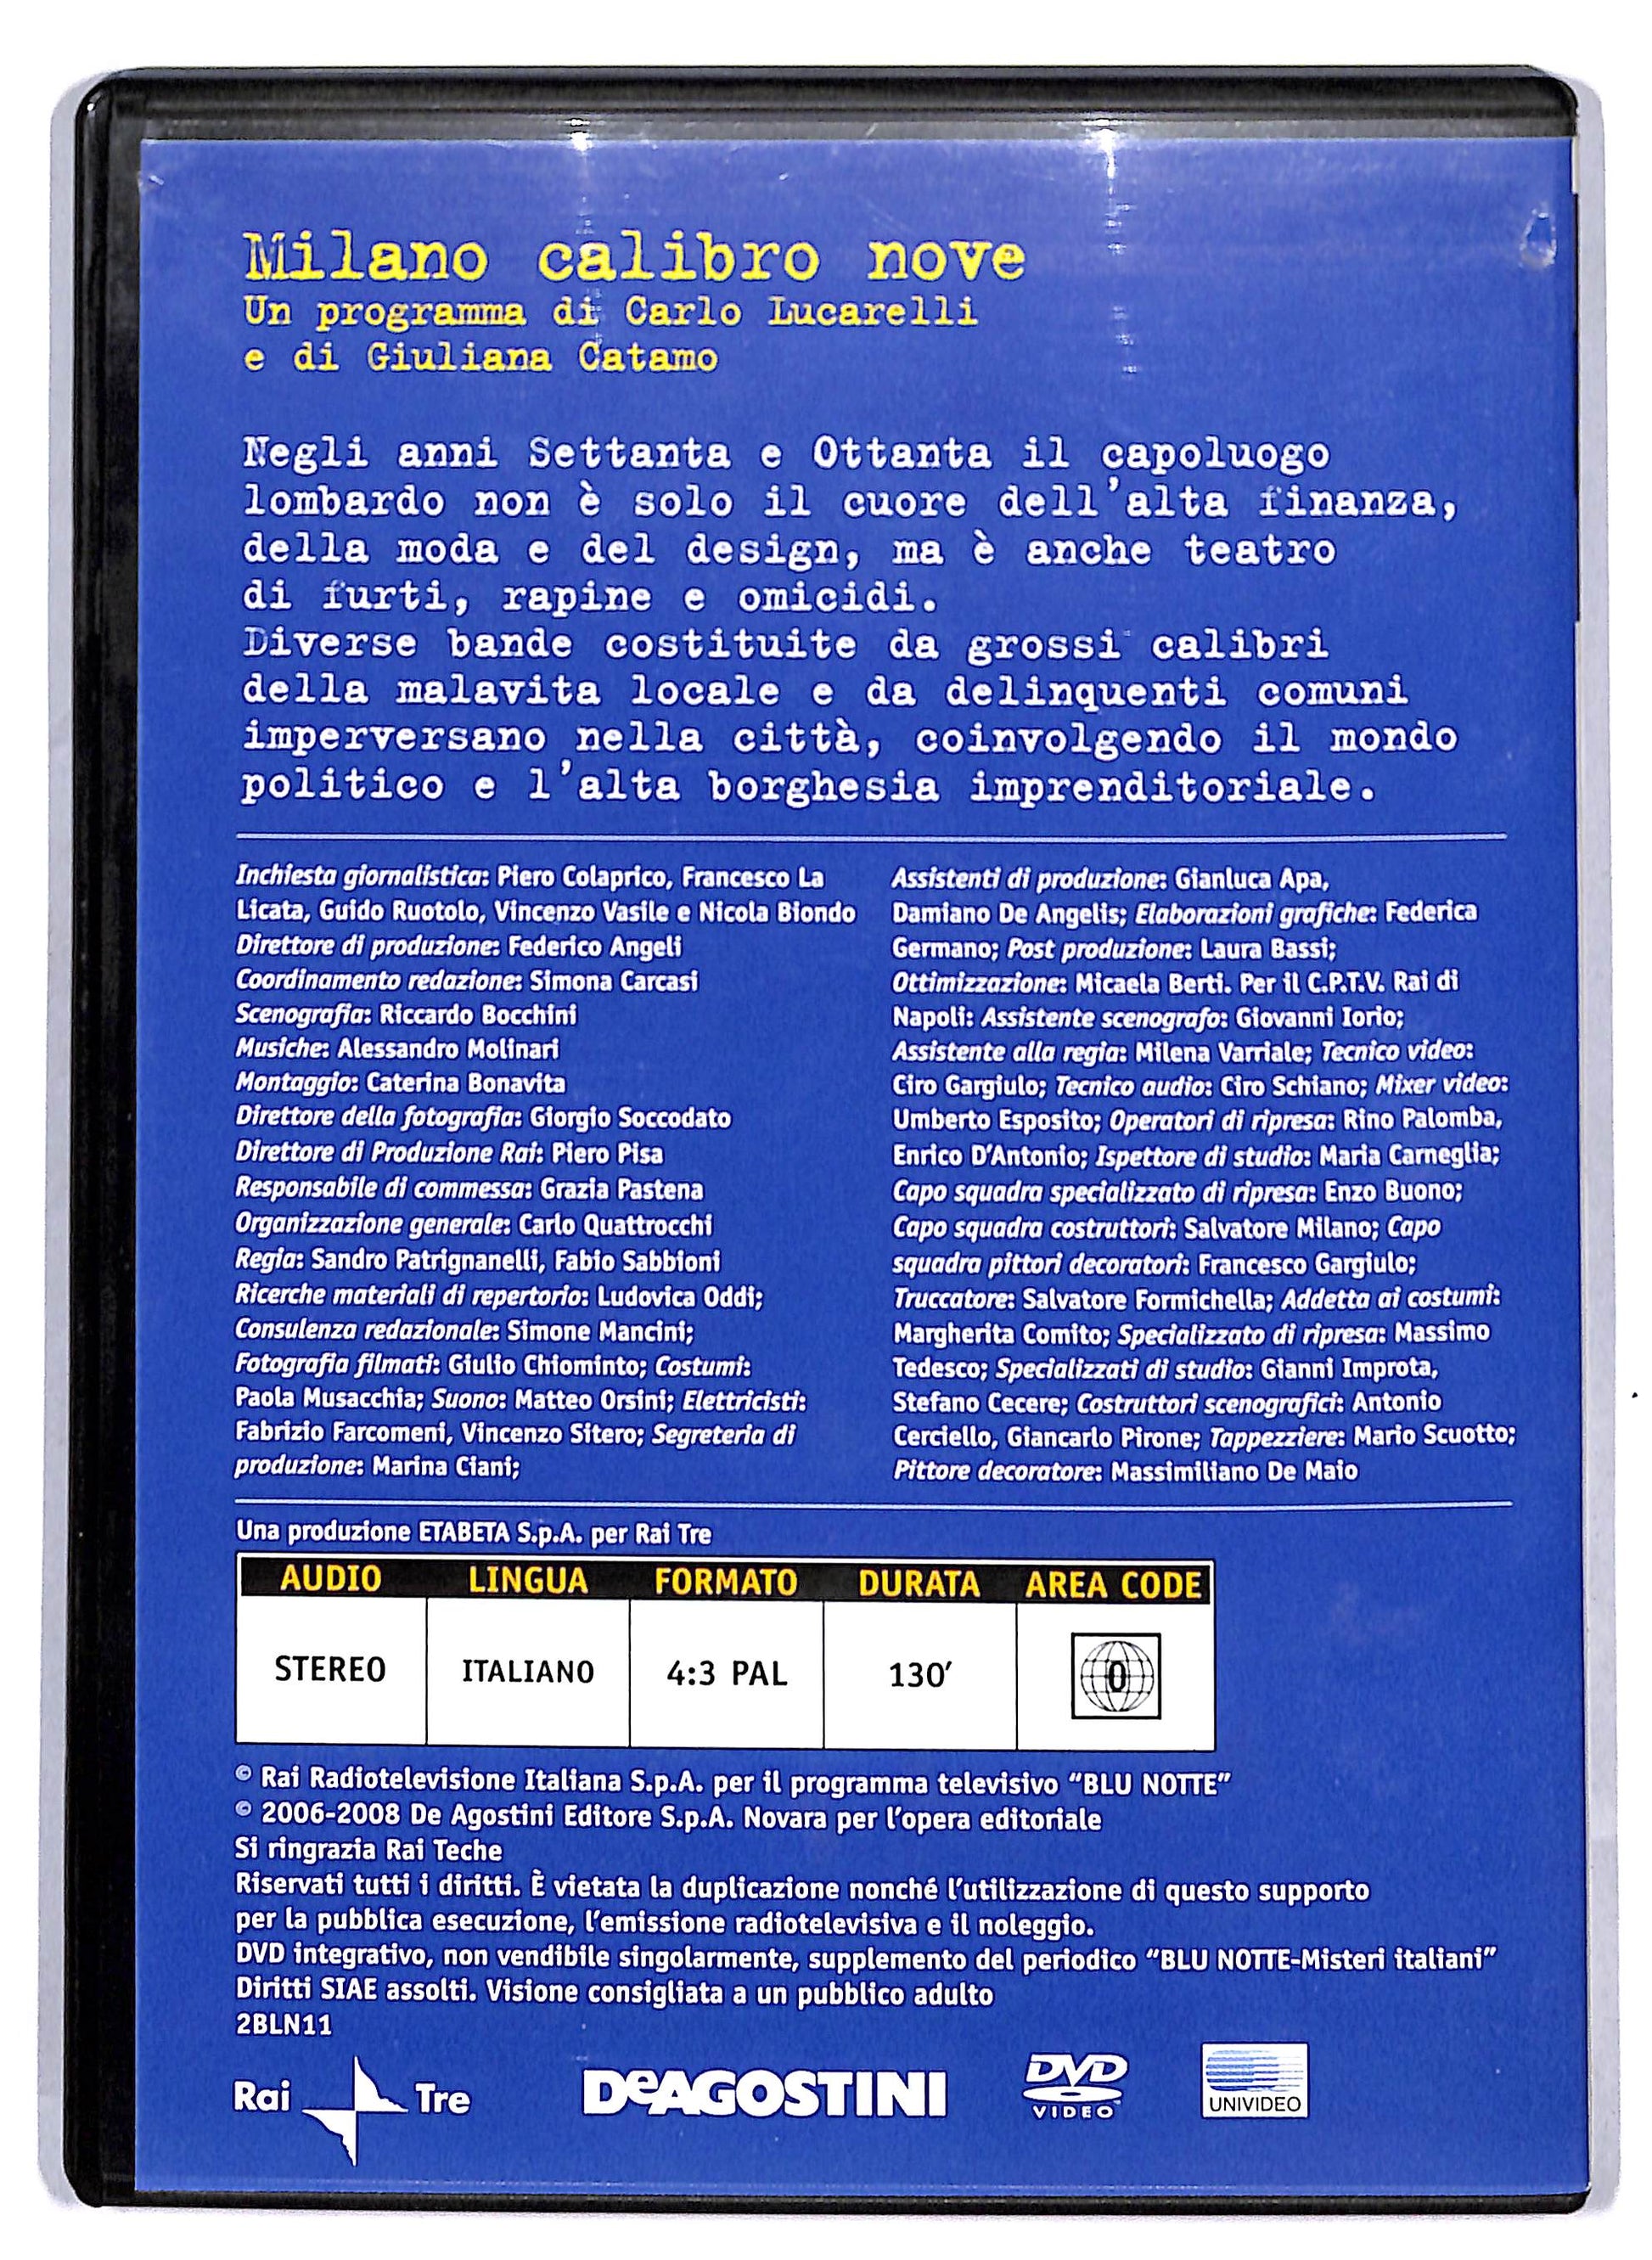 Milano calibro nove
Un programma di Carlo Lucarelli
e di Giuliana Catamo
Negli anni Settanta e Ottanta il capoluogo
lombardo non è solo il cuore dell'alta finanza,
della moda e del design, ma è anche teatro
di furti, rapine e omicidi.
Diverse bande costituite da grossi calibri
della malavita locale e da delinquenti comuni
imperversano nella città, coinvolgendo il mondo
politico e l'alta borghesia imprenditoriale.
Inchiesta giornalistica: Piero Colaprico, Francesco La
Licata, Guido Ruotolo, Vincenzo Vasile e Nicola Biondo
Direttore di produzione: Federico Angeli
Coordinamento redazione: Simona Carcasi
Scenografia: Riccardo Bocchini
Musiche: Alessandro Molinari
Montaggio: Caterina Bonavita
Direttore della fotografia: Giorgio Soccodato
Direttore di Produzione Rai: Piero Pisa
Responsabile di commessa: Grazia Pastena
Organizzazione generale: Carlo Quattrocchi
Regia: Sandro Patrignanelli, Fabio Sabbioni
Ricerche materiali di repertorio: Ludovica Oddi;
Consulenza redazionale: Simone Mancini;
Fotografia filmati: Giulio Chiominto; Costumi:
Paola Musacchia; Suono: Matteo Orsini; Elettricisti:
Fabrizio Farcomeni, Vincenzo Sitero; Segreteria di
produzione: Marina Ciani;
Assistenti di produzione: Gianluca Apa,
Damiano De Angelis; Elaborazioni grafiche: Federica
Germano; Post produzione: Laura Bassi;
Ottimizzazione: Micaela Berti. Per il C.P.T.V. Rai di
Napoli: Assistente scenografo: Giovanni Iorio;
Assistente alla regia: Milena Varriale; Tecnico video:
Ciro Gargiulo; Tecnico audio: Ciro Schiano; Mixer video:
Umberto Esposito; Operatori di ripresa: Rino Palomba,
Enrico D'Antonio; Ispettore di studio: Maria Carneglia;
Capo squadra specializzato di ripresa: Enzo Buono;
Capo squadra costruttori: Salvatore Milano; Capo
squadra pittori decoratori: Francesco Gargiulo;
Truccatore: Salvatore Formichella; Addetta ai costumi:
Margherita Comito; Specializzato di ripresa: Massimo
Tedesco; Specializzati di studio: Gianni Improta,
Stefano Cecere; Costruttori scenografici: Antonio
Cerciello, Giancarlo Pirone; Tappezziere: Mario Scuotto;
Pittore decoratore: Massimiliano De Maio
Una produzione ETABETA S.p.A. per Rai Tre
AUDIO LINGUA FORMATO DURATA AREA CODE
STEREO ITALIANO 4:3 PAL 130' 0
© Rai Radiotelevisione Italiana S.p.A. per il programma televisivo “BLU NOTTE”
© 2006-2008 De Agostini Editore S.p.A. Novara per l'opera editoriale
Si ringrazia Rai Teche
Riservati tutti i diritti. È vietata la duplicazione nonché l'utilizzazione di questo supporto
per la pubblica esecuzione, l'emissione radiotelevisiva e il noleggio.
DVD integrativo, non vendibile singolarmente, supplemento del periodico “BLU NOTTE-Misteri italiani”
Diritti SIAE assolti. Visione consigliata a un pubblico adulto
2BLN11
Rai Tre DeAGOSTINI DVD VIDEO UNIVIDEO